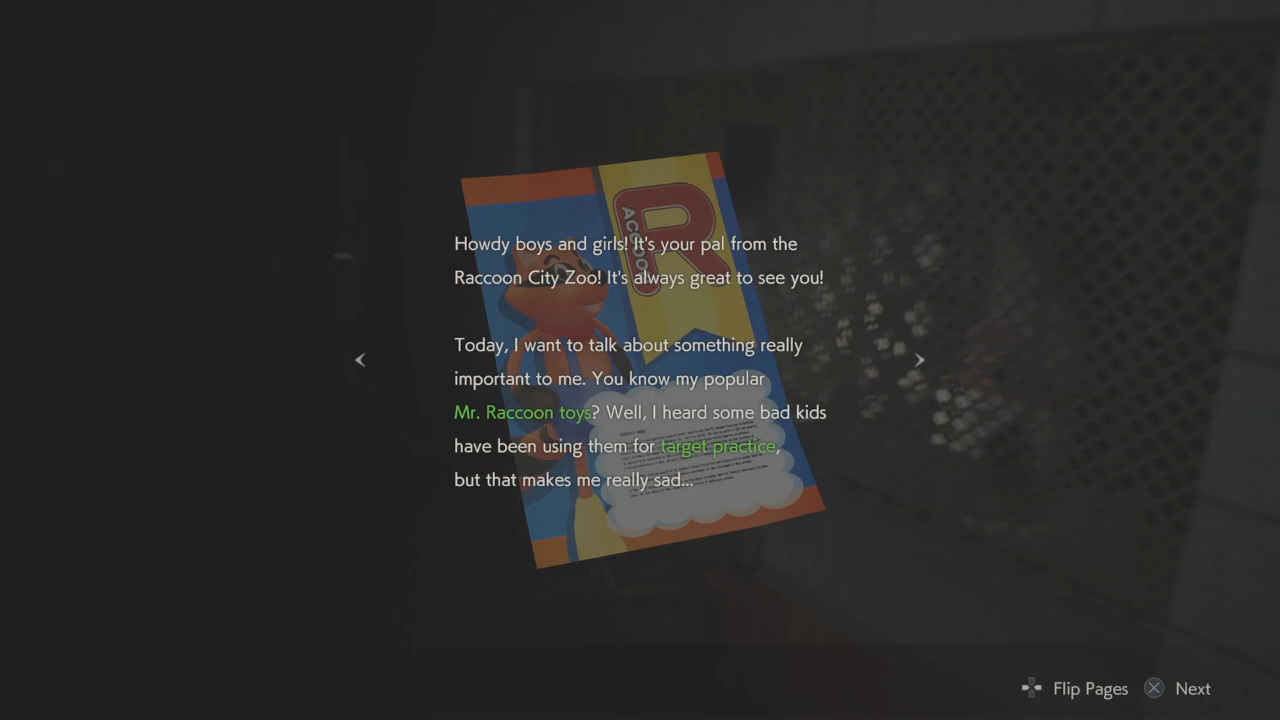 RACCOON
Howdy boys and girls! It's your pal from the
Raccoon City Zoo! It's always great to see you!
Today, I want to talk about something really
important to me. You know my popular
Mr. Raccoon toys? Well, I heard some bad kids
have been using them for target practice,
but that makes me really sad...
Flip Pages
Next